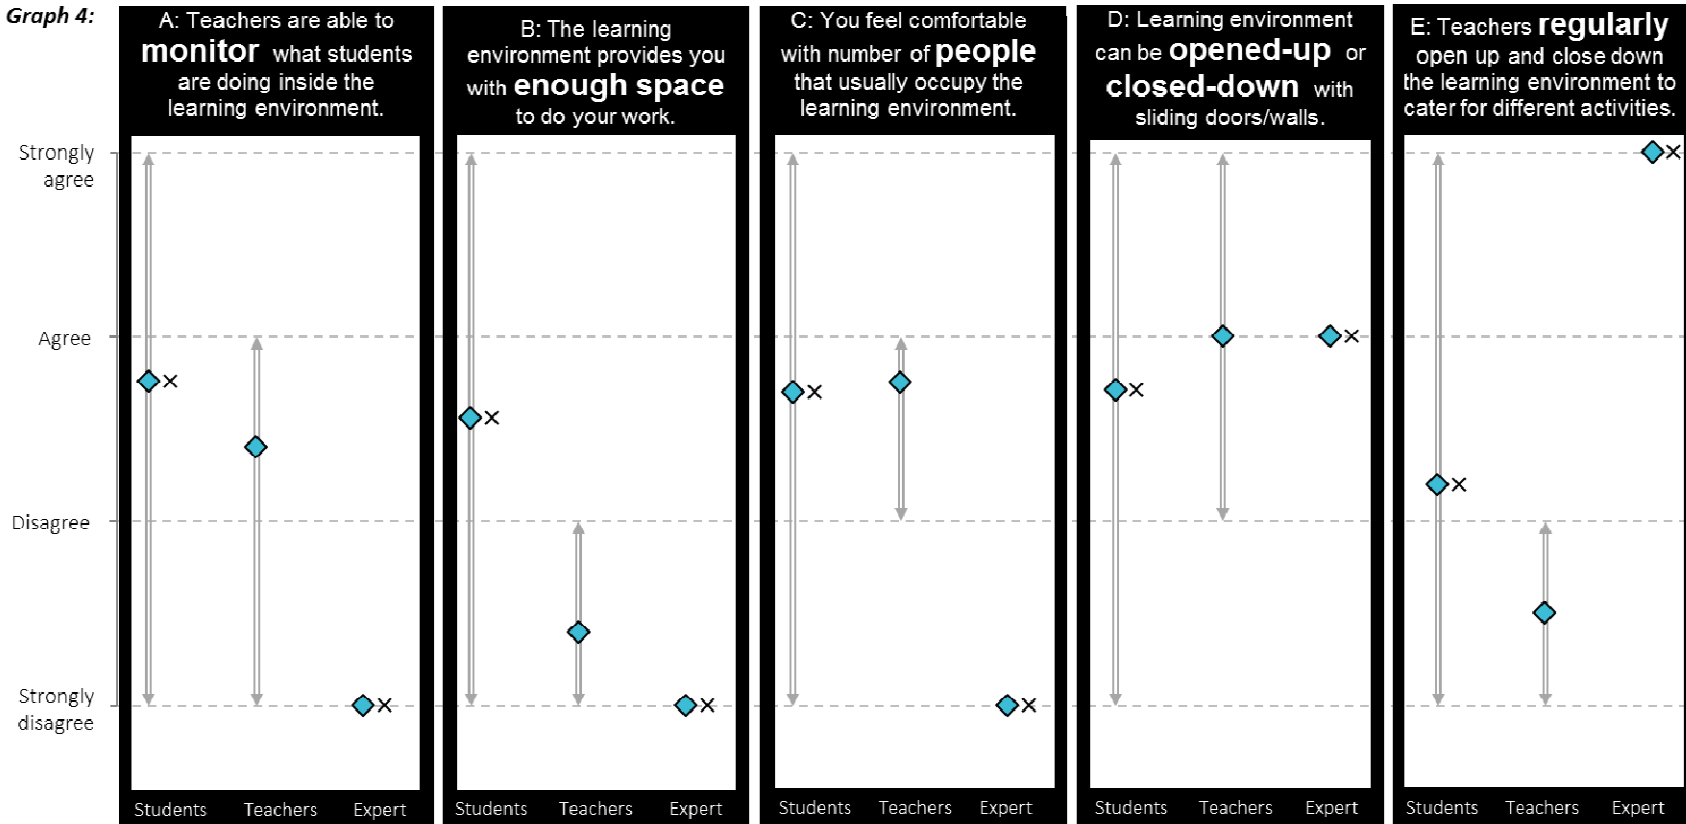 Graph 4:
A: Teachers are able to
monitor what students
are doing inside the
learning environment.
B: The learning
environment provides you
with enough space
to do your work.
C: You feel comfortable
with number of people
that usually occupy the
learning environment.
D: Learning environment
can be opened-up or
closed-down with
sliding doors/walls.
E: Teachers regularly
open up and close down
the learning environment to
cater for different activities.
Strongly
agree
Agree
Disagree
Strongly
disagree
Students Teachers Expert
Students Teachers Expert
Students Teachers Expert
Students Teachers Expert
Students Teachers Expert